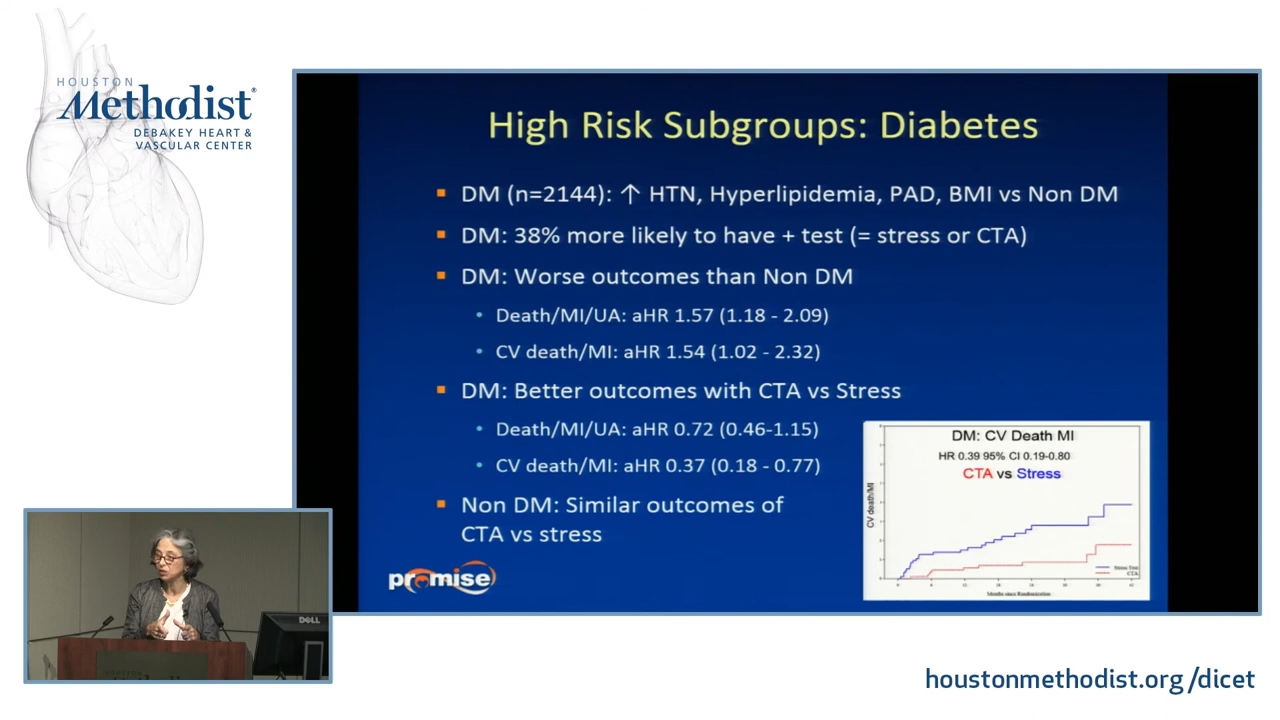 HOUSTON
Methodist®
DEBAKEY HEART &
VASCULAR CENTER
High Risk Subgroups: Diabetes
DM (n=2144): ↑ HTN, Hyperlipidemia, PAD, BMI vs Non DM
DM: 38% more likely to have + test (= stress or CTA)
DM: Worse outcomes than Non DM
Death/MI/UA: aHR 1.57 (1.18 - 2.09)
CV death/MI: aHR 1.54 (1.02 - 2.32)
DM: Better outcomes with CTA vs Stress
Death/MI/UA: aHR 0.72 (0.46-1.15)
CV death/MI: aHR 0.37 (0.18 - 0.77)
Non DM: Similar outcomes of
CTA vs stress
promise
DM: CV Death MI
HR 0.39 95% CI 0.19-0.80
CTA vs Stress
CV death/MI
Months since Randomization
Stress Test
CTA
DELL
houstonmethodist.org/dicet